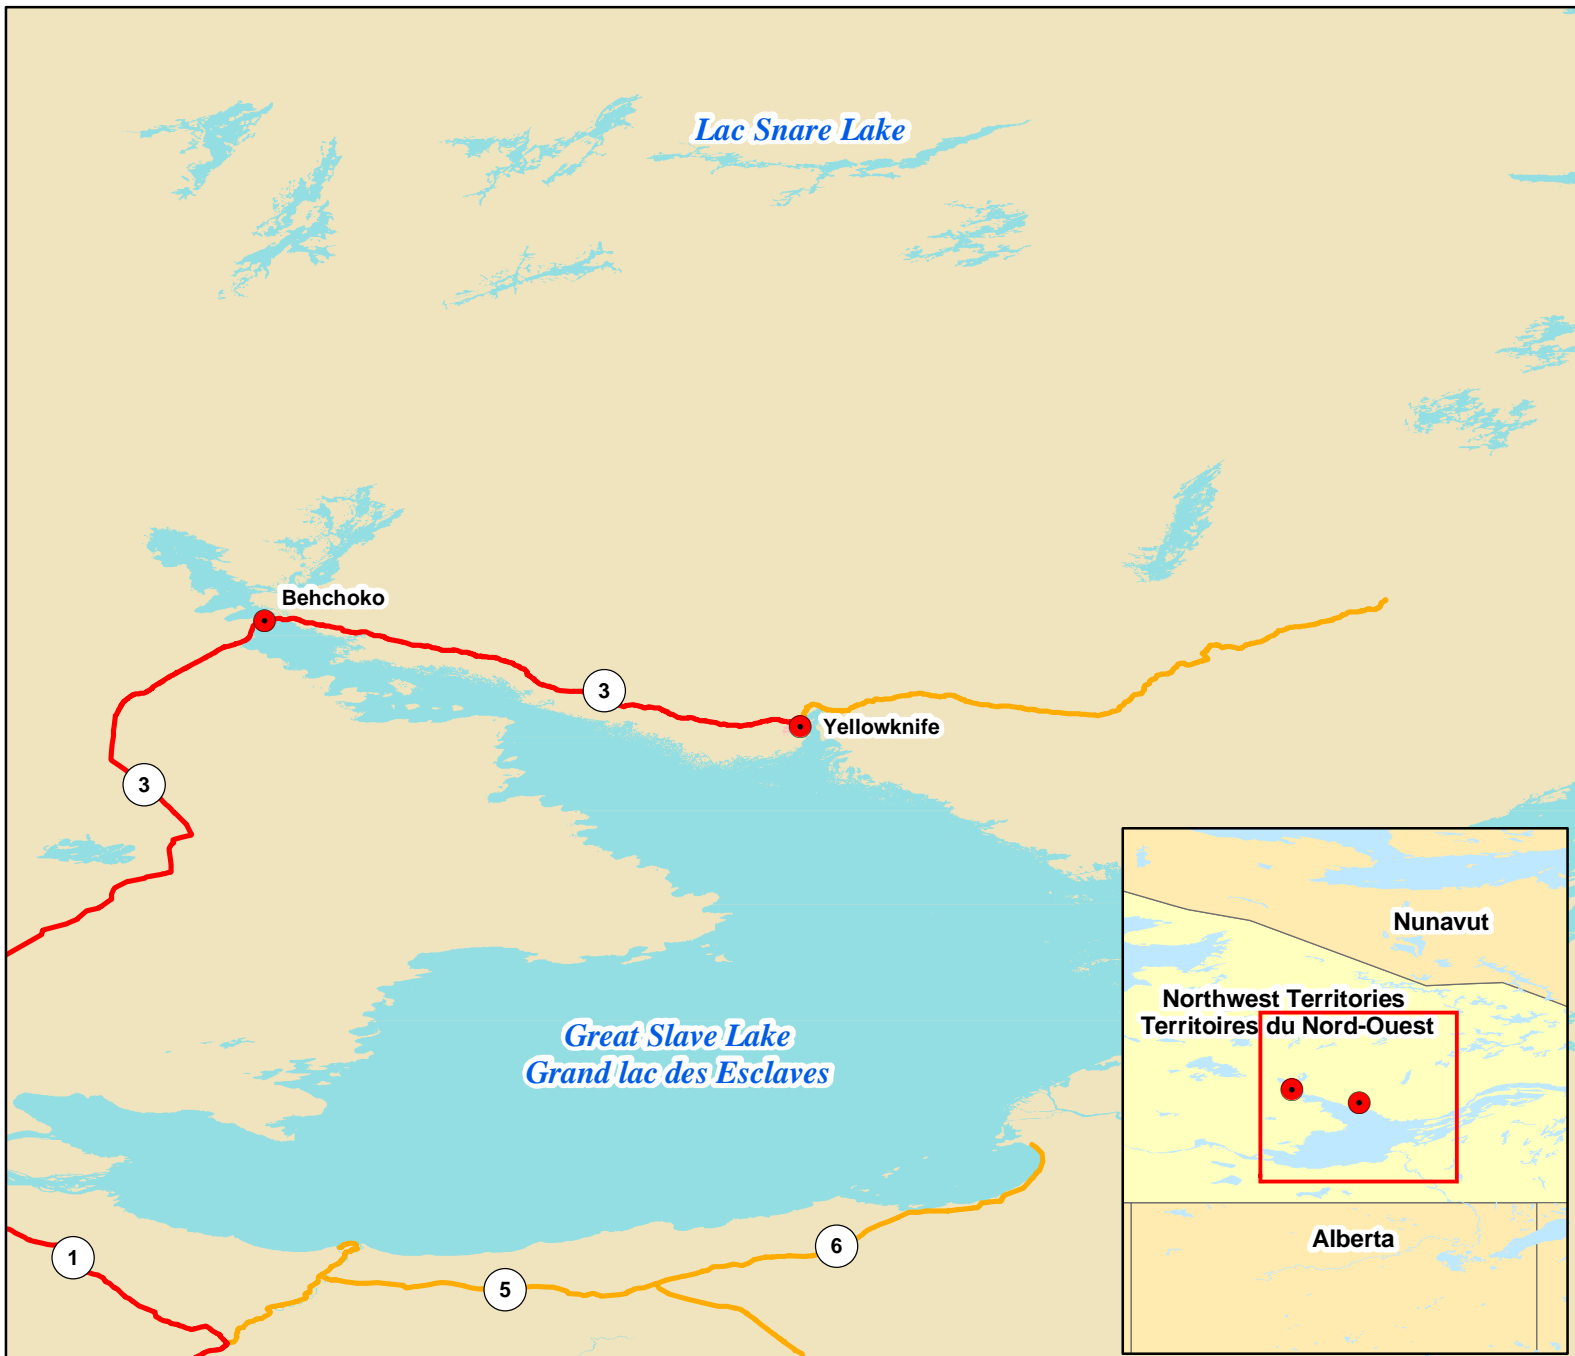 Lac Snare Lake
Behchoko
3
Yellowknife
3
Nunavut
Northwest Territories
Territoires du Nord-Ouest
Great Slave Lake
Grand lac des Esclaves
Alberta
6
1
5